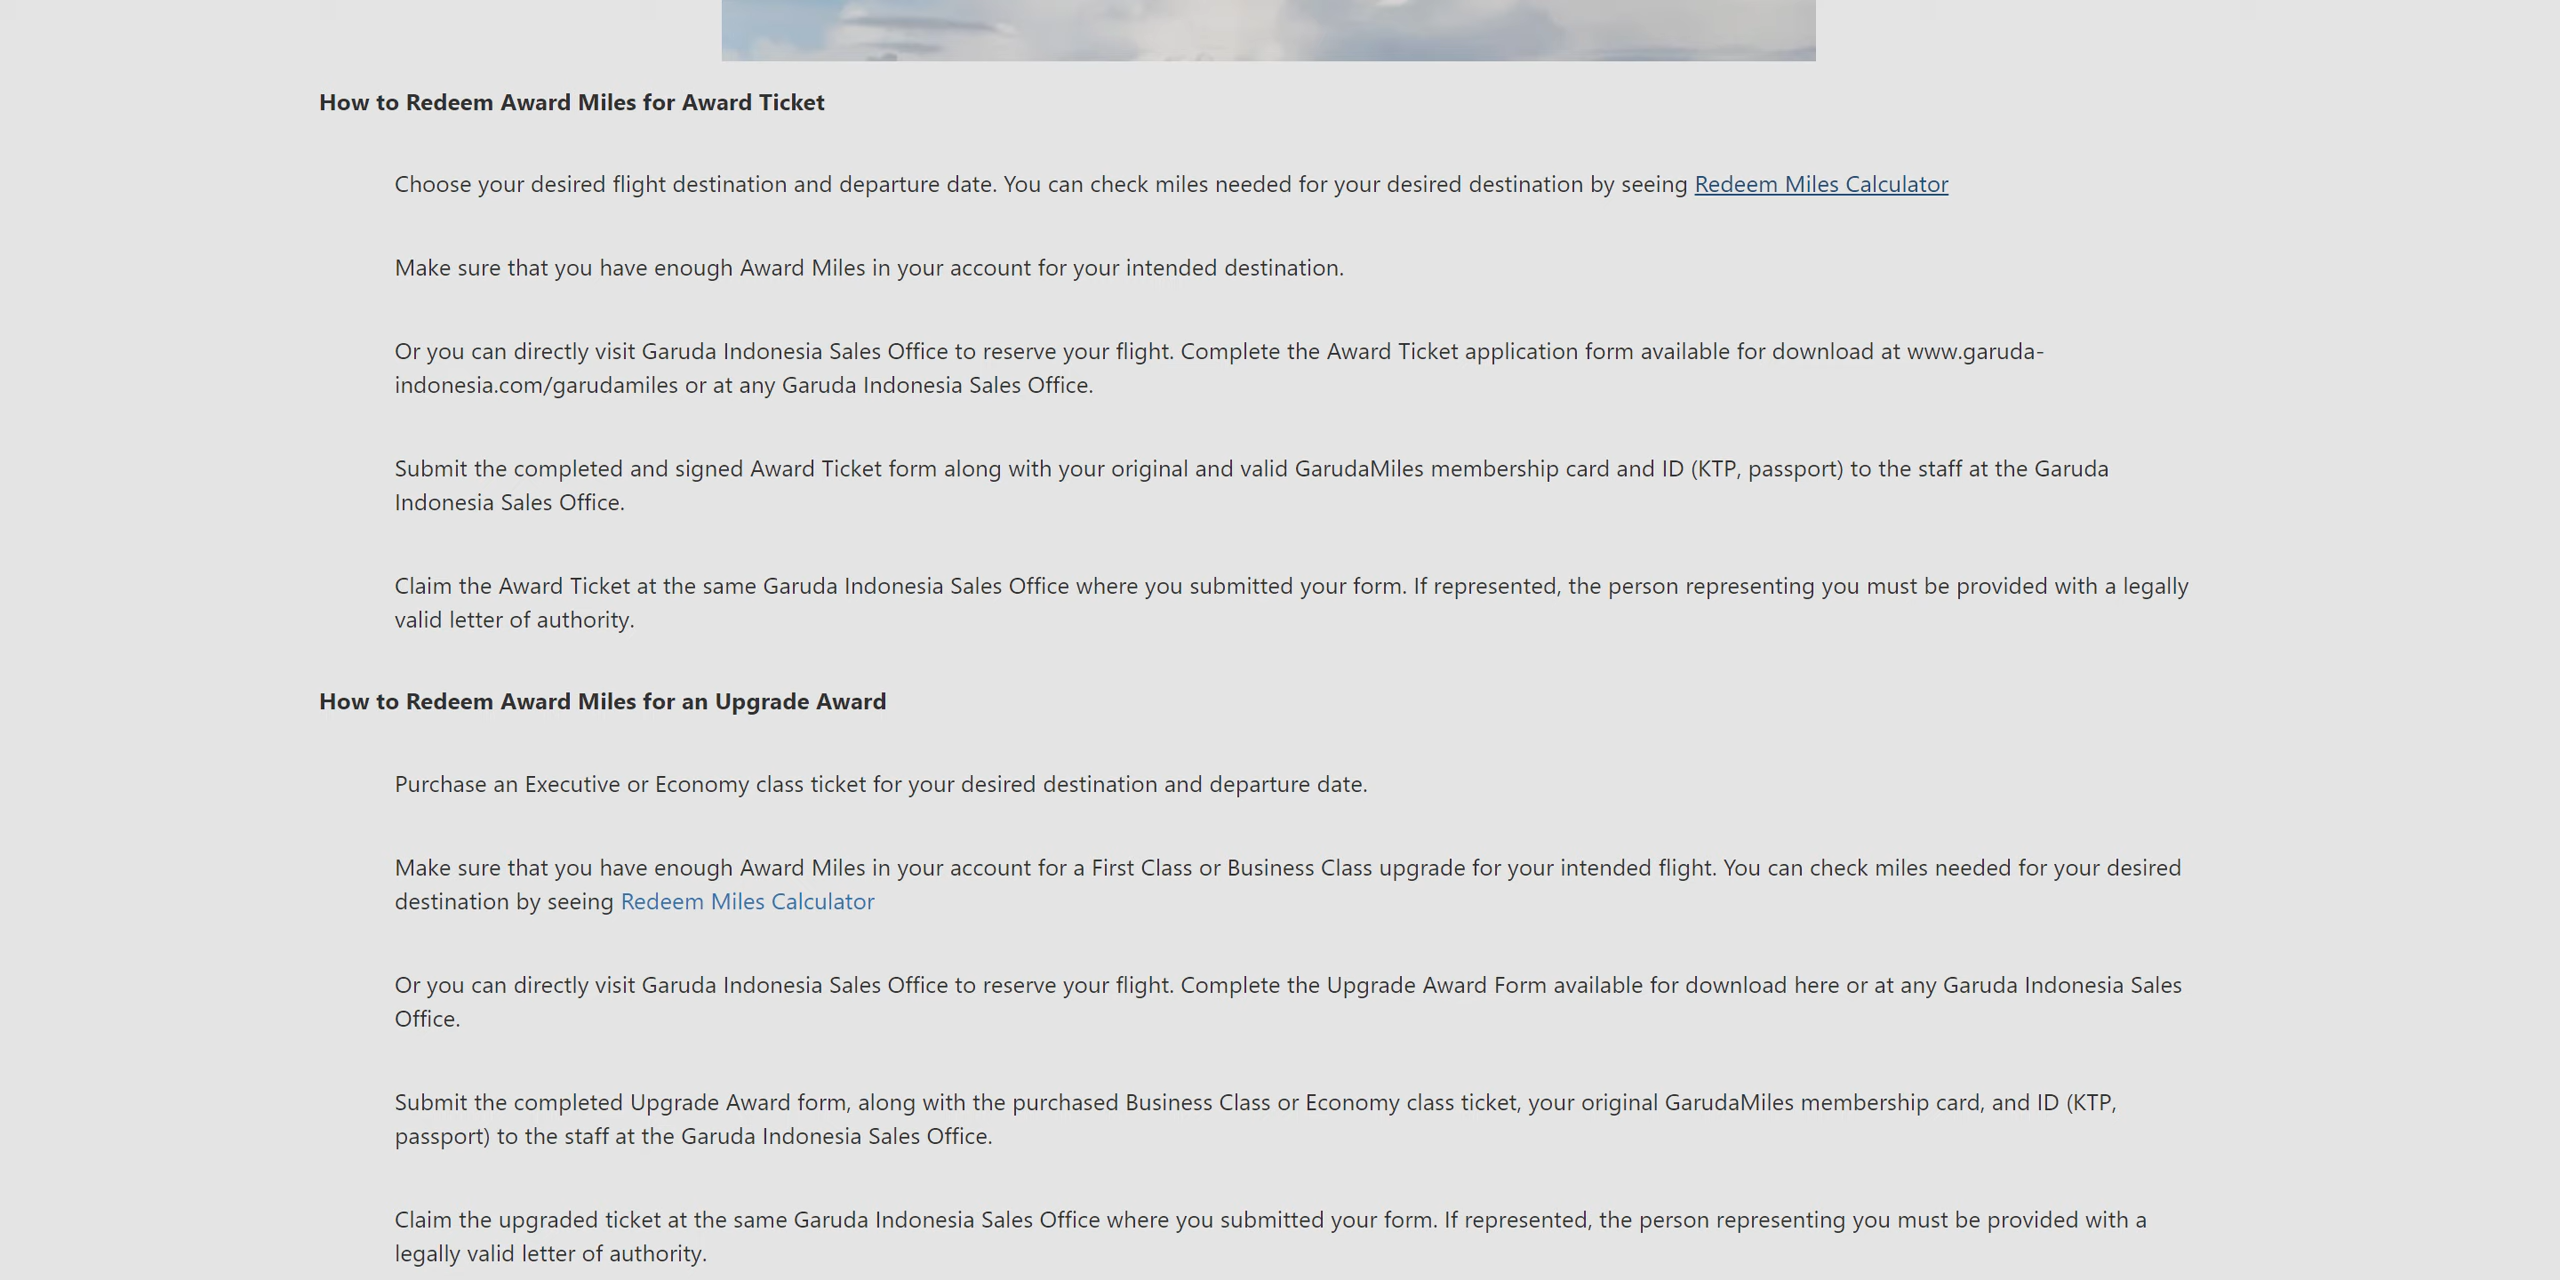 How to Redeem Award Miles for Award Ticket
Choose your desired flight destination and departure date. You can check miles needed for your desired destination by seeing Redeem Miles Calculator
Make sure that you have enough Award Miles in your account for your intended destination.
Or you can directly visit Garuda Indonesia Sales Office to reserve your flight. Complete the Award Ticket application form available for download at www.garuda-
indonesia.com/garudamiles or at any Garuda Indonesia Sales Office.
Submit the completed and signed Award Ticket form along with your original and valid GarudaMiles membership card and ID (KTP, passport) to the staff at the Garuda
Indonesia Sales Office.
Claim the Award Ticket at the same Garuda Indonesia Sales Office where you submitted your form. If represented, the person representing you must be provided with a legally
valid letter of authority.
How to Redeem Award Miles for an Upgrade Award
Purchase an Executive or Economy class ticket for your desired destination and departure date.
Make sure that you have enough Award Miles in your account for a First Class or Business Class upgrade for your intended flight. You can check miles needed for your desired
destination by seeing Redeem Miles Calculator
Or you can directly visit Garuda Indonesia Sales Office to reserve your flight. Complete the Upgrade Award Form available for download here or at any Garuda Indonesia Sales
Office.
Submit the completed Upgrade Award form, along with the purchased Business Class or Economy class ticket, your original GarudaMiles membership card, and ID (KTP,
passport) to the staff at the Garuda Indonesia Sales Office.
Claim the upgraded ticket at the same Garuda Indonesia Sales Office where you submitted your form. If represented, the person representing you must be provided with a
legally valid letter of authority.